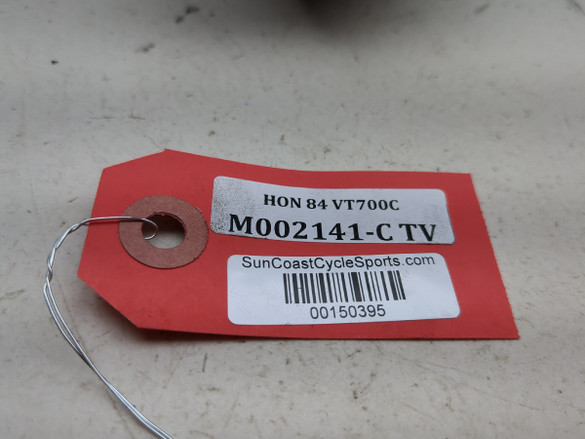 HON 84 VT700C
M002141-C TV
SunCoastCycleSports.com
00150395